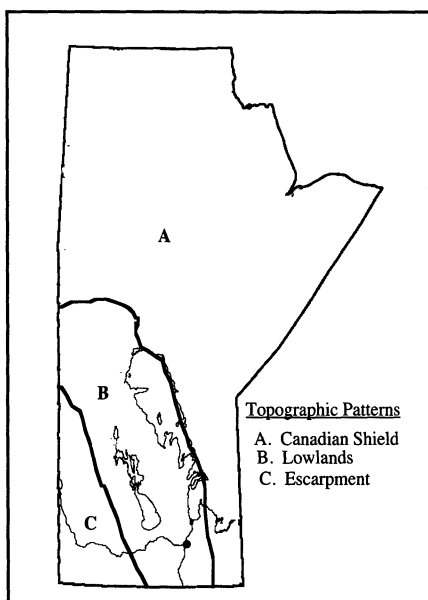 A
B
C
Topographic Patterns
A. Canadian Shield
B. Lowlands
C. Escarpment